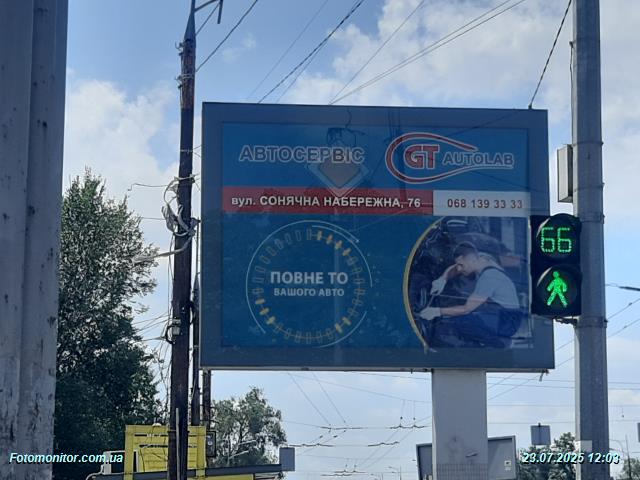 АВТОСЕРВІС
GT AUTOLAB
вул. СОНЯЧНА НАБЕРЕЖНА, 76
068 139 33 33
66
ПОВНЕ ТО
ВАШОГО АВТО
Fotomonitor.com.ua
23.07.2025 12:03